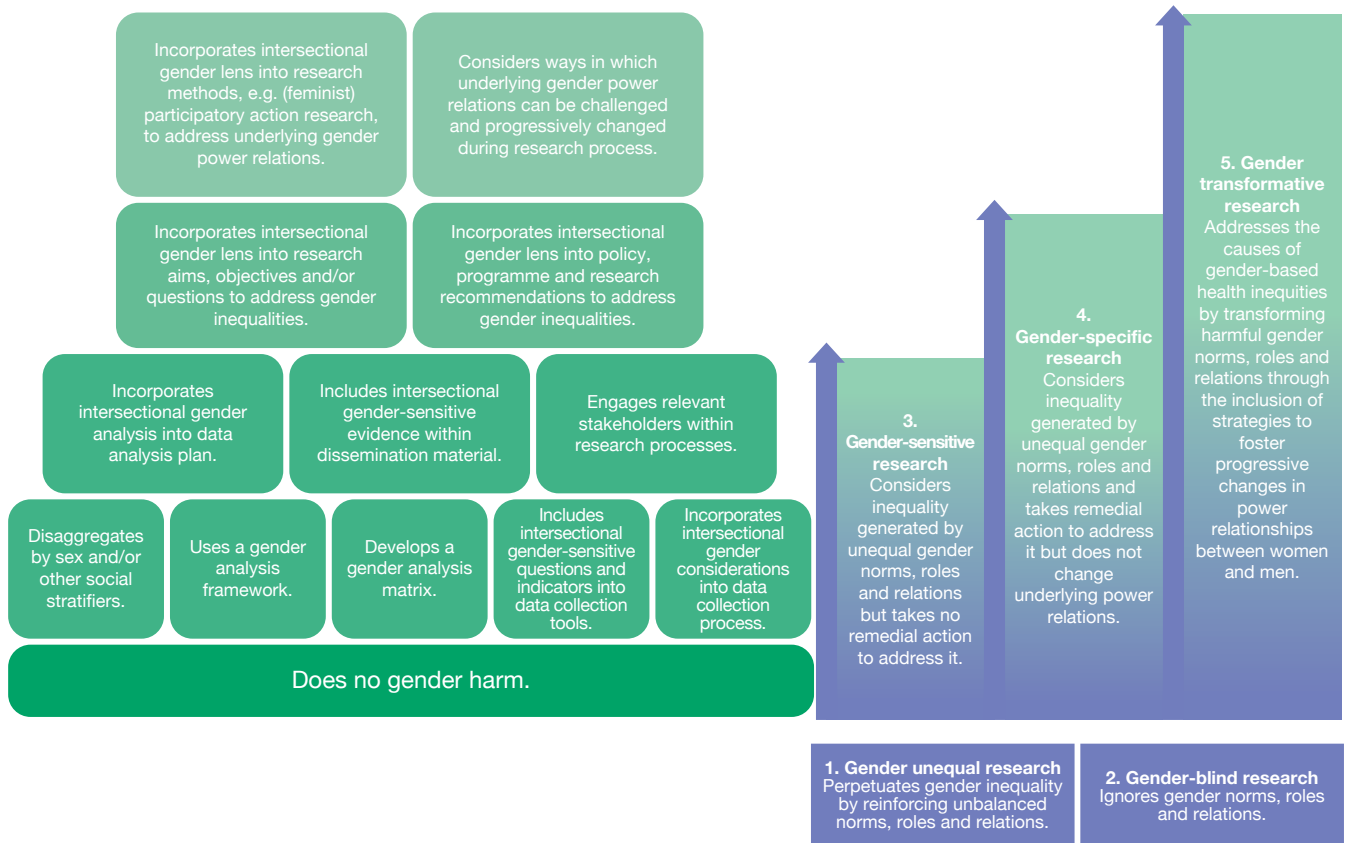 Incorporates intersectional
gender lens into research
methods, e.g. (feminist)
participatory action research,
to address underlying gender
power relations.
Considers ways in which
underlying gender power
relations can be challenged
and progressively changed
during research process.
Incorporates intersectional
gender lens into research
aims, objectives and/or
questions to address gender
inequalities.
Incorporates intersectional
gender lens into policy,
programme and research
recommendations to address
gender inequalities.
Incorporates
intersectional gender
analysis into data
analysis plan.
Includes intersectional
gender-sensitive
evidence within
dissemination material.
Engages relevant
stakeholders within
research processes.
Disaggregates
by sex and/or
other social
stratifiers.
Uses a gender
analysis
framework.
Develops a
gender analysis
matrix.
Includes
intersectional
gender-sensitive
questions and
indicators into
data collection
tools.
Incorporates
intersectional
gender
considerations
into data
collection
process.
Does no gender harm.
3.
Gender-sensitive
research
Considers
inequality
generated by
unequal gender
norms, roles
and relations
but takes no
remedial action
to address it.
4.
Gender-specific
research
Considers
inequality
generated by
unequal gender
norms, roles and
relations and
takes remedial
action to address
it but does not
change
underlying power
relations.
5. Gender
transformative
research
Addresses the
causes of
gender-based
health inequities
by transforming
harmful gender
norms, roles and
relations through
the inclusion of
strategies to
foster
progressive
changes in
power
relationships
between women
and men.
1. Gender unequal research
Perpetuates gender inequality
by reinforcing unbalanced
norms, roles and relations.
2. Gender-blind research
Ignores gender norms, roles
and relations.